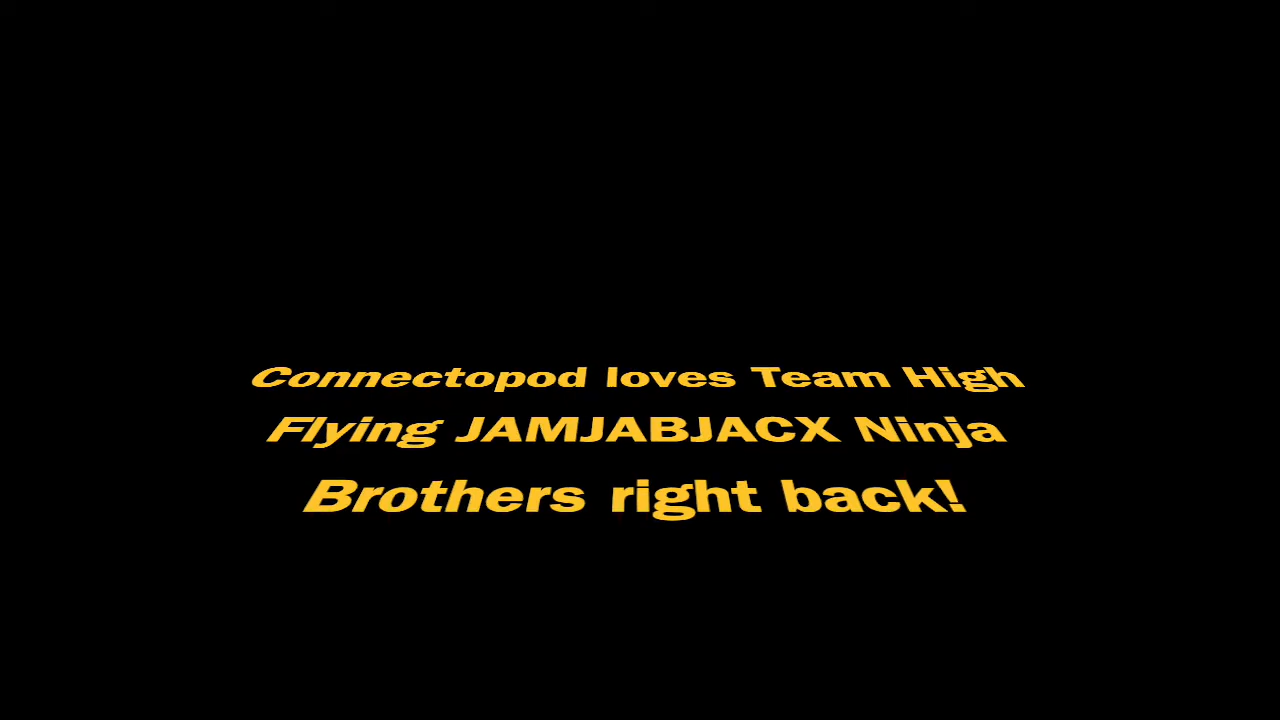 Connectopod loves Team High
Flying JAMJABJACX Ninja
Brothers right back!